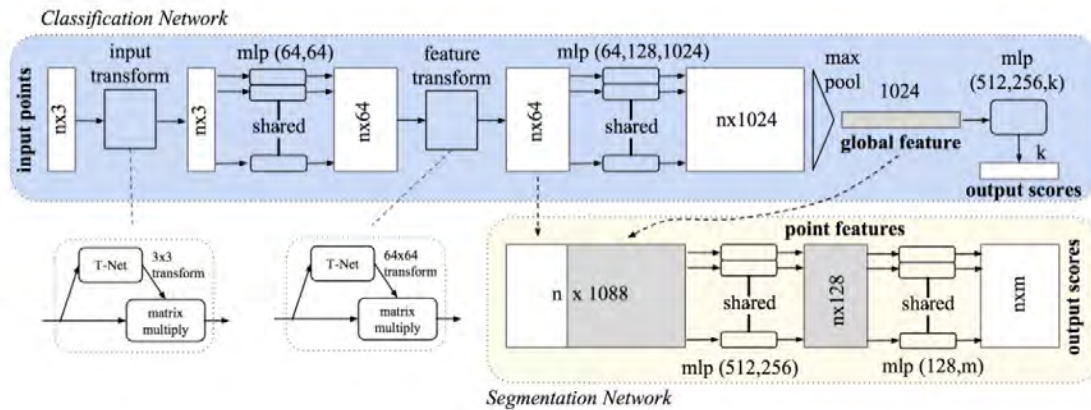 Classification Network
input points
nx3
input
transform
nx3
mlp (64,64)
shared
nx64
feature
transform
nx64
mlp (64,128,1024)
shared
nx1024
max
pool
1024
global feature
mlp
(512,256,k)
k
output scores
T-Net
3x3
transform
matrix
multiply
T-Net
64x64
transform
matrix
multiply
point features
n x 1088
shared
mlp (512,256)
nx128
shared
mlp (128,m)
nxm
output scores
Segmentation Network